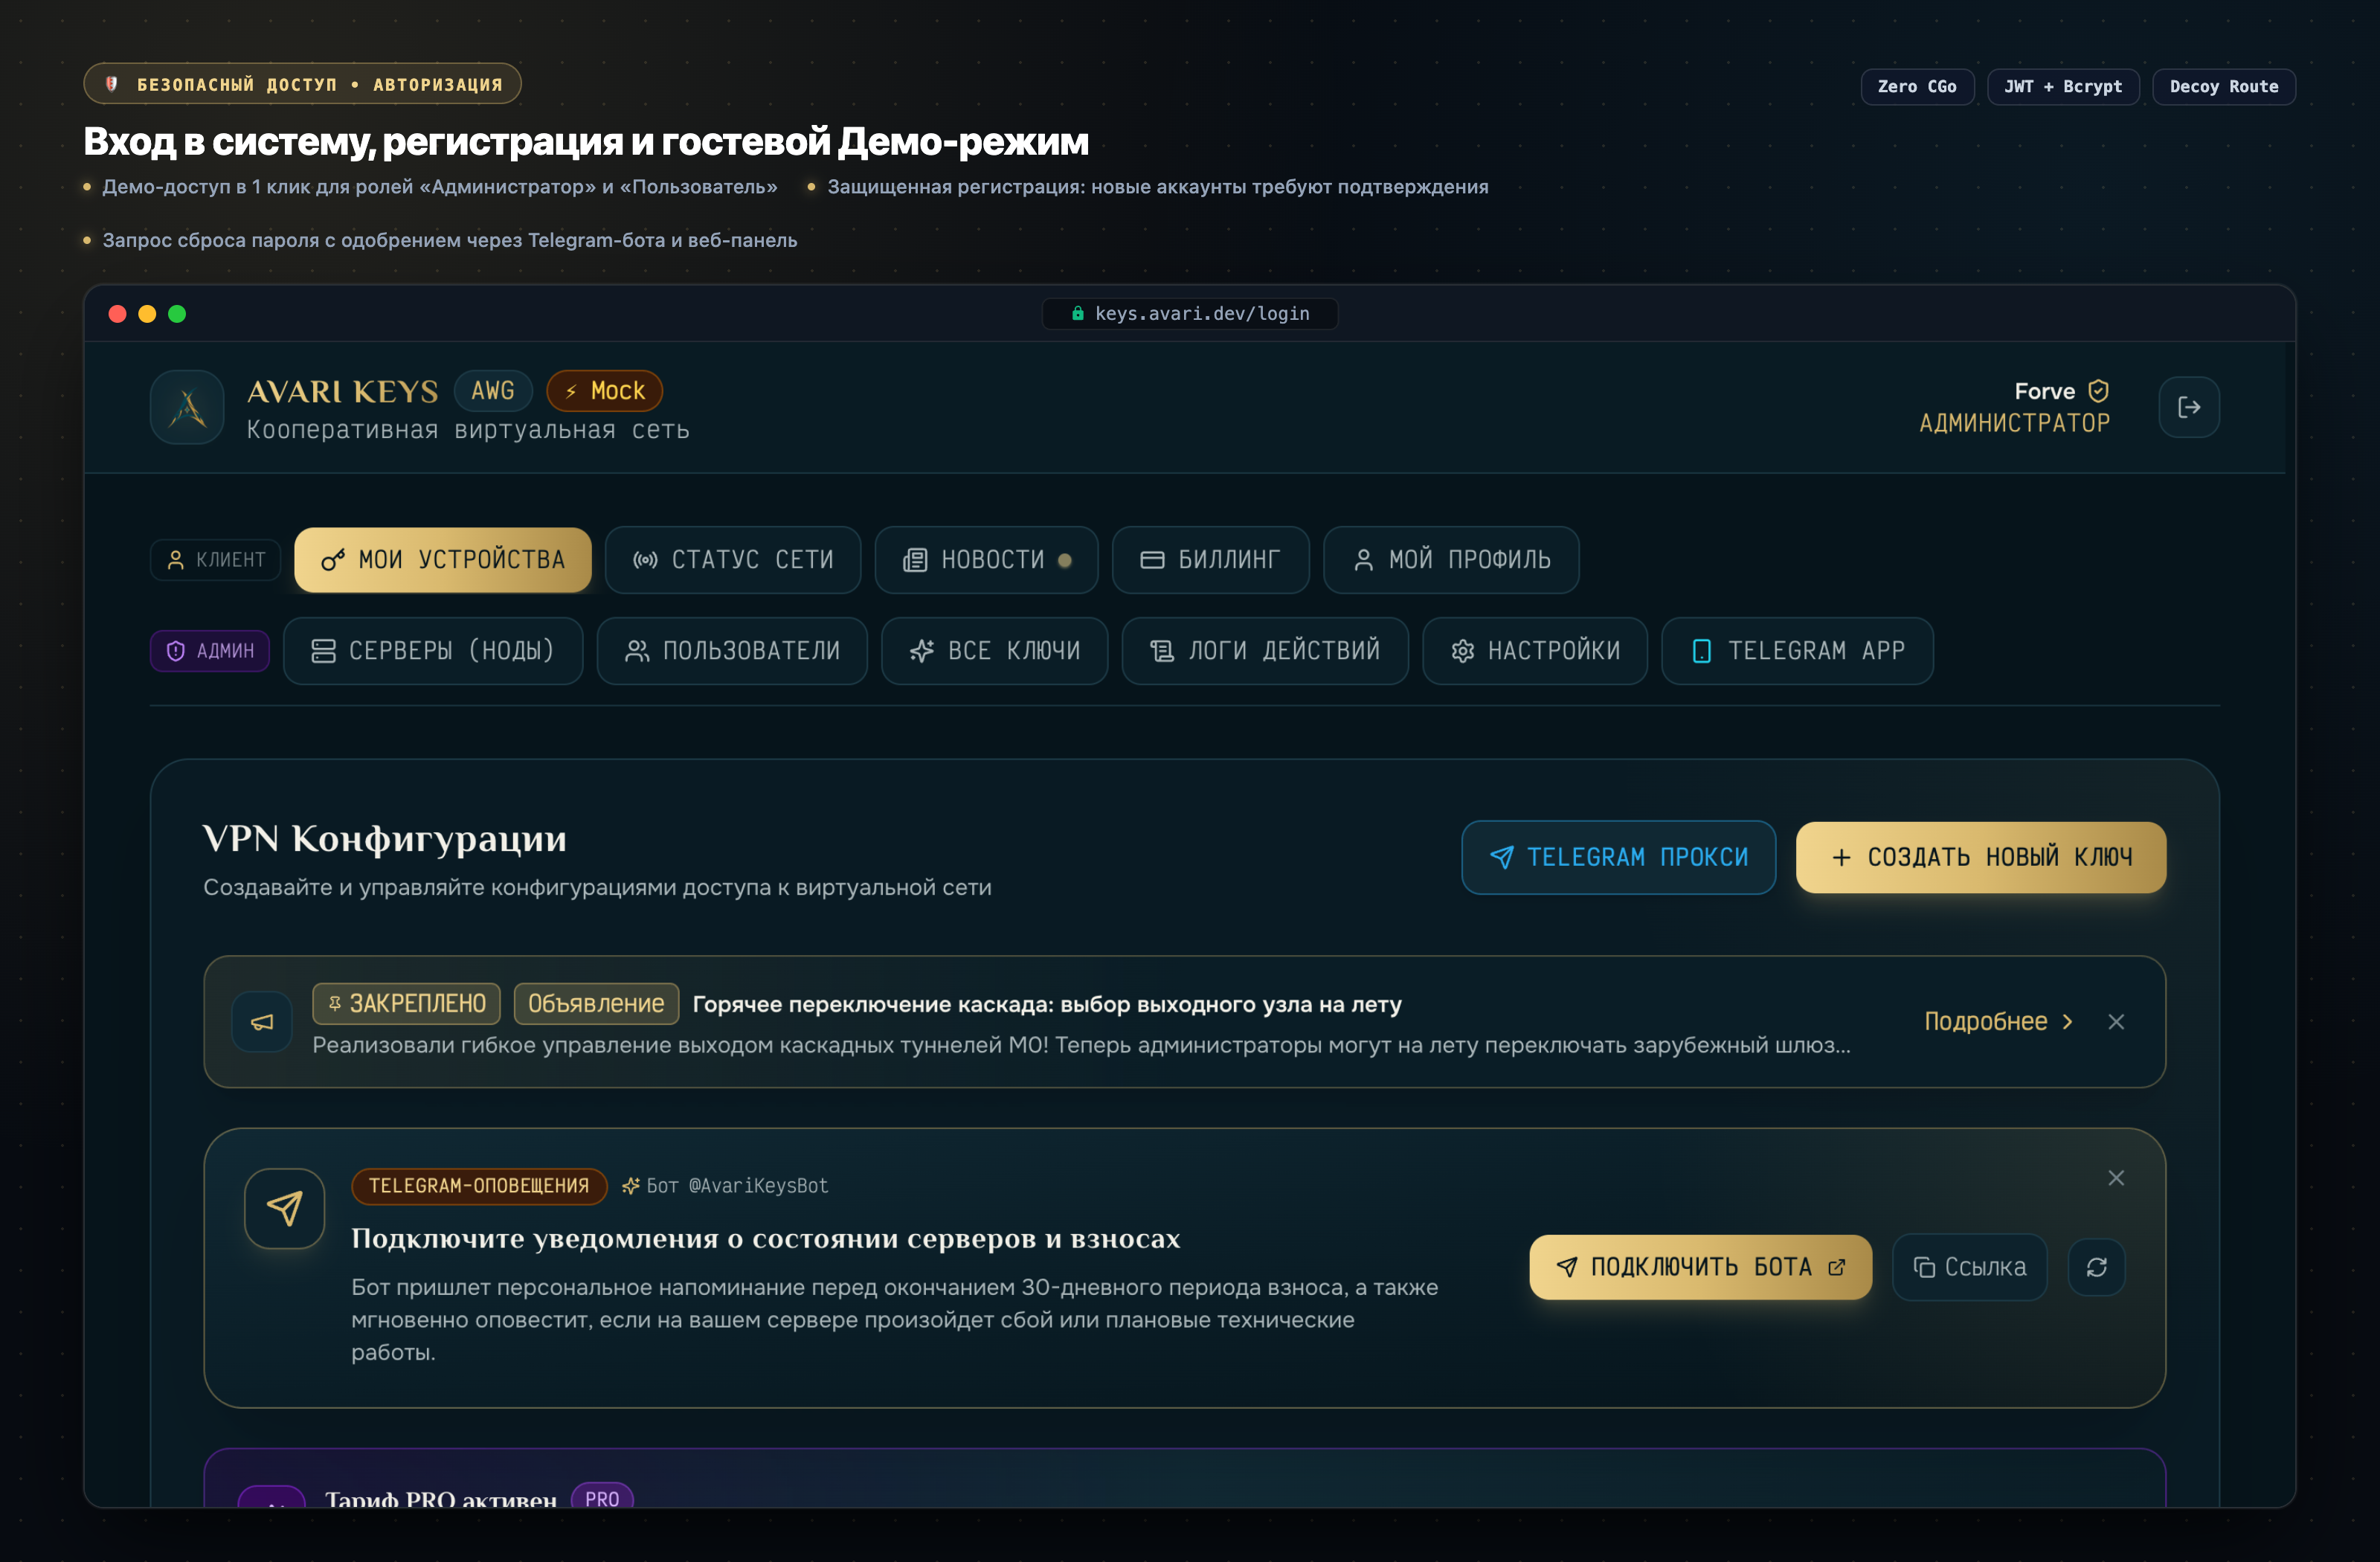 БЕЗОПАСНЫЙ ДОСТУП • АВТОРИЗАЦИЯ
Zero CGo
JWT + Bcrypt
Decoy Route
Вход в систему, регистрация и гостевой Демо-режим
Демо-доступ в 1 клик для ролей «Администратор» и «Пользователь»
Защищенная регистрация: новые аккаунты требуют подтверждения
Запрос сброса пароля с одобрением через Telegram-бота и веб-панель
keys.avari.dev/login
AVARI KEYS
AWG
⚡ Mock
Кооперативная виртуальная сеть
Forve
АДМИНИСТРАТОР
КЛИЕНТ
МОИ УСТРОЙСТВА
СТАТУС СЕТИ
НОВОСТИ
БИЛЛИНГ
МОЙ ПРОФИЛЬ
АДМИН
СЕРВЕРЫ (НОДЫ)
ПОЛЬЗОВАТЕЛИ
ВСЕ КЛЮЧИ
ЛОГИ ДЕЙСТВИЙ
НАСТРОЙКИ
TELEGRAM APP
VPN Конфигурации
Создавайте и управляйте конфигурациями доступа к виртуальной сети
TELEGRAM ПРОКСИ
+ СОЗДАТЬ НОВЫЙ КЛЮЧ
ЗАКРЕПЛЕНО
Объявление
Горячее переключение каскада: выбор выходного узла на лету
Реализовали гибкое управление выходом каскадных туннелей M0! Теперь администраторы могут на лету переключать зарубежный шлюз...
Подробнее
TELEGRAM-ОПОВЕЩЕНИЯ
Бот @AvariKeysBot
Подключите уведомления о состоянии серверов и взносах
Бот пришлет персональное напоминание перед окончанием 30-дневного периода взноса, а также
мгновенно оповестит, если на вашем сервере произойдет сбой или плановые технические
работы.
ПОДКЛЮЧИТЬ БОТА
Ссылка
Тариф PRO активен
PRO